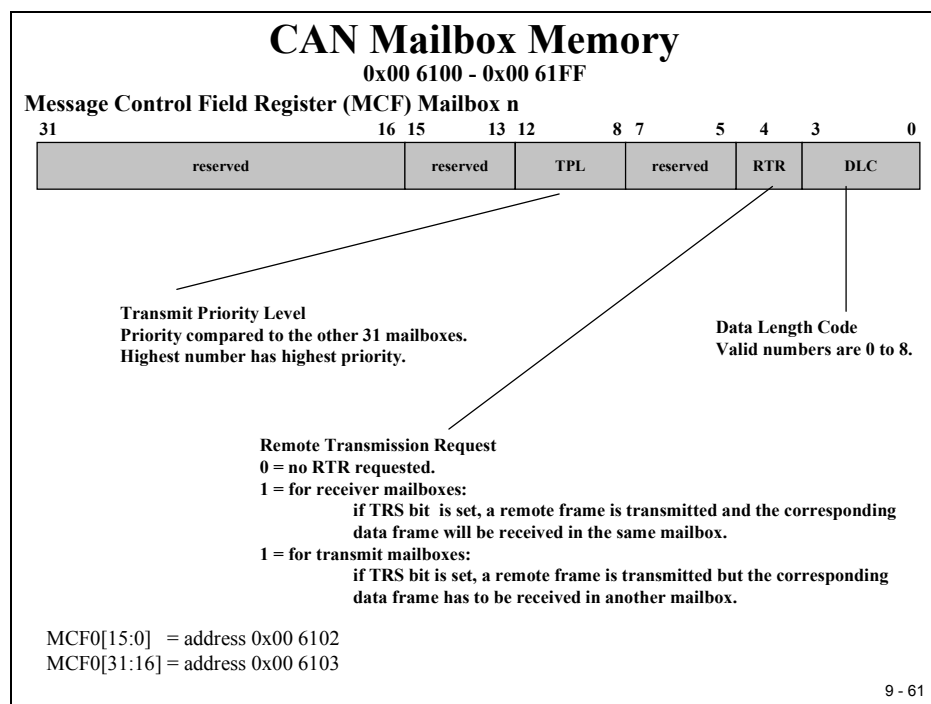 CAN Mailbox Memory
0x00 6100 - 0x00 61FF
Message Control Field Register (MCF) Mailbox n
31 16 15 13 12 8 7 5 4 3 0
reserved reserved TPL reserved RTR DLC
Transmit Priority Level
Priority compared to the other 31 mailboxes.
Highest number has highest priority.
Data Length Code
Valid numbers are 0 to 8.
Remote Transmission Request
0 = no RTR requested.
1 = for receiver mailboxes:
if TRS bit is set, a remote frame is transmitted and the corresponding
data frame will be received in the same mailbox.
1 = for transmit mailboxes:
if TRS bit is set, a remote frame is transmitted but the corresponding
data frame has to be received in another mailbox.
MCF0[15:0] = address 0x00 6102
MCF0[31:16] = address 0x00 6103
9 - 61